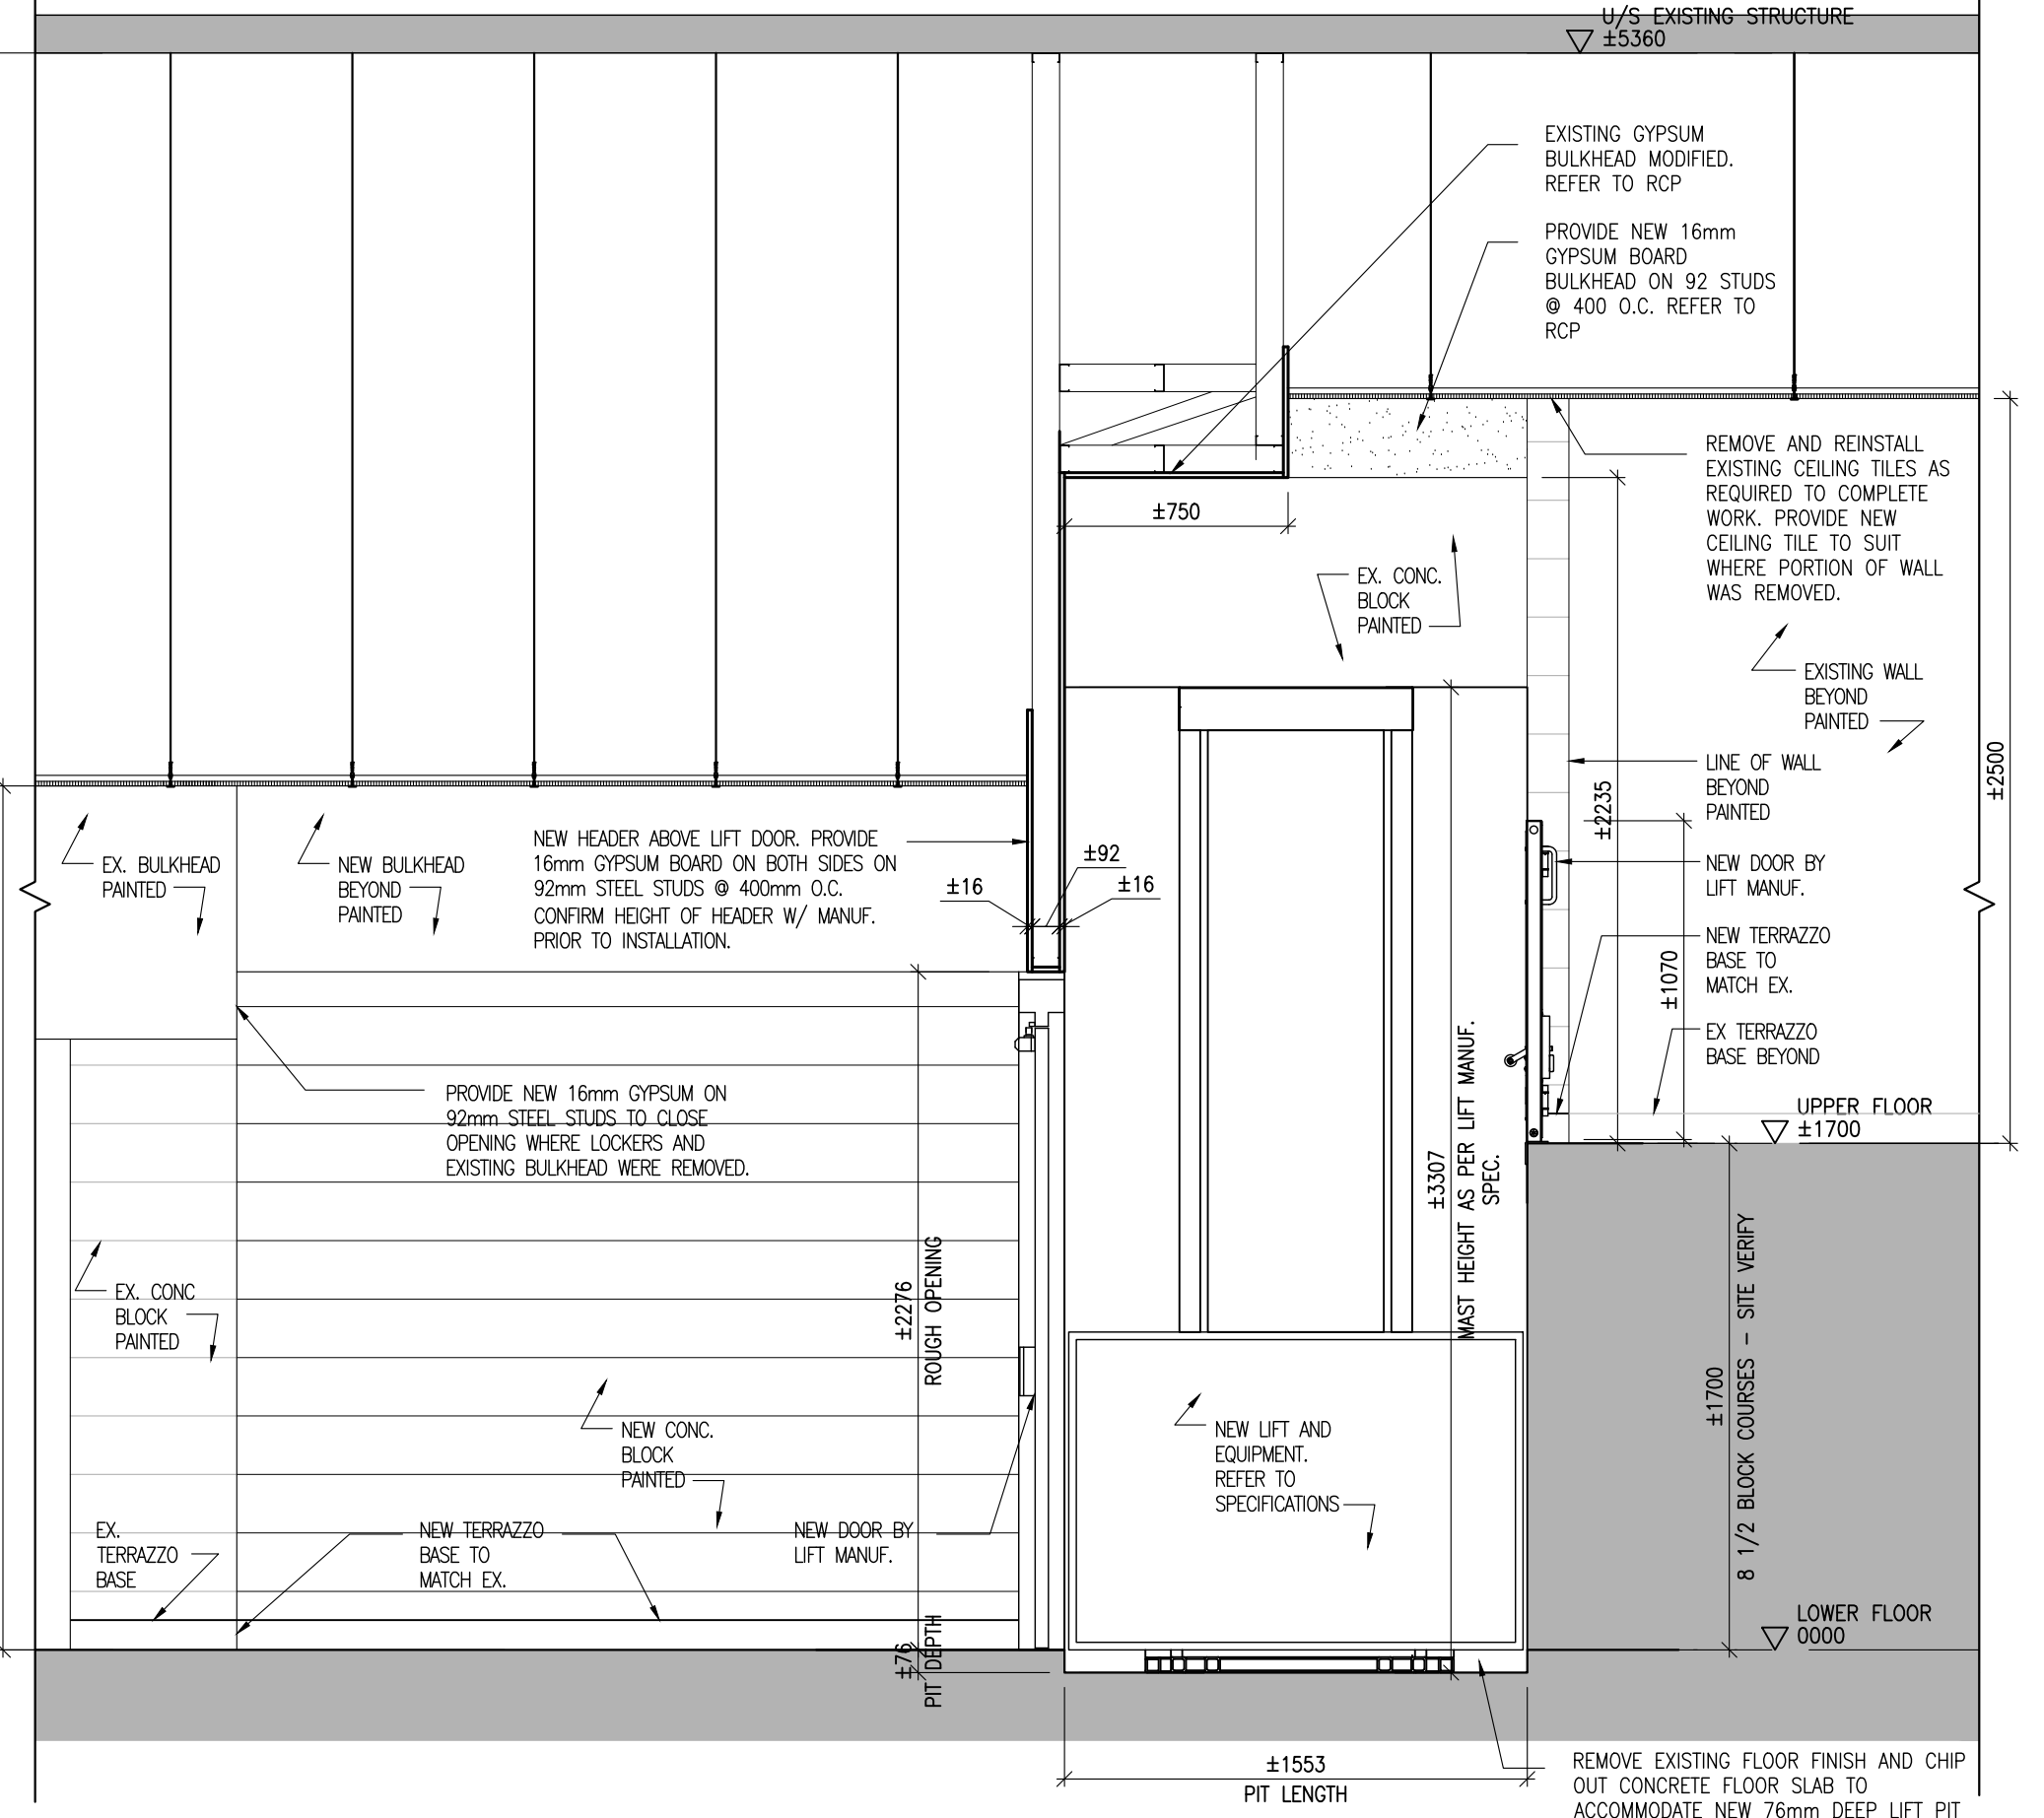 U/S EXISTING STRUCTURE
±5360
EXISTING GYPSUM
BULKHEAD MODIFIED.
REFER TO RCP
PROVIDE NEW 16mm
GYPSUM BOARD
BULKHEAD ON 92 STUDS
@ 400 O.C. REFER TO
RCP
REMOVE AND REINSTALL
EXISTING CEILING TILES AS
REQUIRED TO COMPLETE
WORK. PROVIDE NEW
CEILING TILE TO SUIT
WHERE PORTION OF WALL
WAS REMOVED.
±750
EX. CONC.
BLOCK
PAINTED
EXISTING WALL
BEYOND
PAINTED
LINE OF WALL
BEYOND
PAINTED
±2500
±2235
NEW DOOR BY
LIFT MANUF.
NEW TERRAZZO
BASE TO
MATCH EX.
±1070
EX TERRAZZO
BASE BEYOND
UPPER FLOOR
±1700
EX. BULKHEAD
PAINTED
NEW BULKHEAD
BEYOND
PAINTED
NEW HEADER ABOVE LIFT DOOR. PROVIDE
16mm GYPSUM BOARD ON BOTH SIDES ON
92mm STEEL STUDS @ 400mm O.C.
CONFIRM HEIGHT OF HEADER W/ MANUF.
PRIOR TO INSTALLATION.
±92
±16
±16
PROVIDE NEW 16mm GYPSUM ON
92mm STEEL STUDS TO CLOSE
OPENING WHERE LOCKERS AND
EXISTING BULKHEAD WERE REMOVED.
±3307
MAST HEIGHT AS PER LIFT MANUF.
SPEC.
±2276
ROUGH OPENING
EX. CONC
BLOCK
PAINTED
NEW CONC.
BLOCK
PAINTED
NEW LIFT AND
EQUIPMENT.
REFER TO
SPECIFICATIONS
±1700
8 1/2 BLOCK COURSES - SITE VERIFY
EX.
TERRAZZO
BASE
NEW TERRAZZO
BASE TO
MATCH EX.
NEW DOOR BY
LIFT MANUF.
LOWER FLOOR
0000
±76
PIT DEPTH
±1553
PIT LENGTH
REMOVE EXISTING FLOOR FINISH AND CHIP
OUT CONCRETE FLOOR SLAB TO
ACCOMMODATE NEW 76mm DEEP LIFT PIT